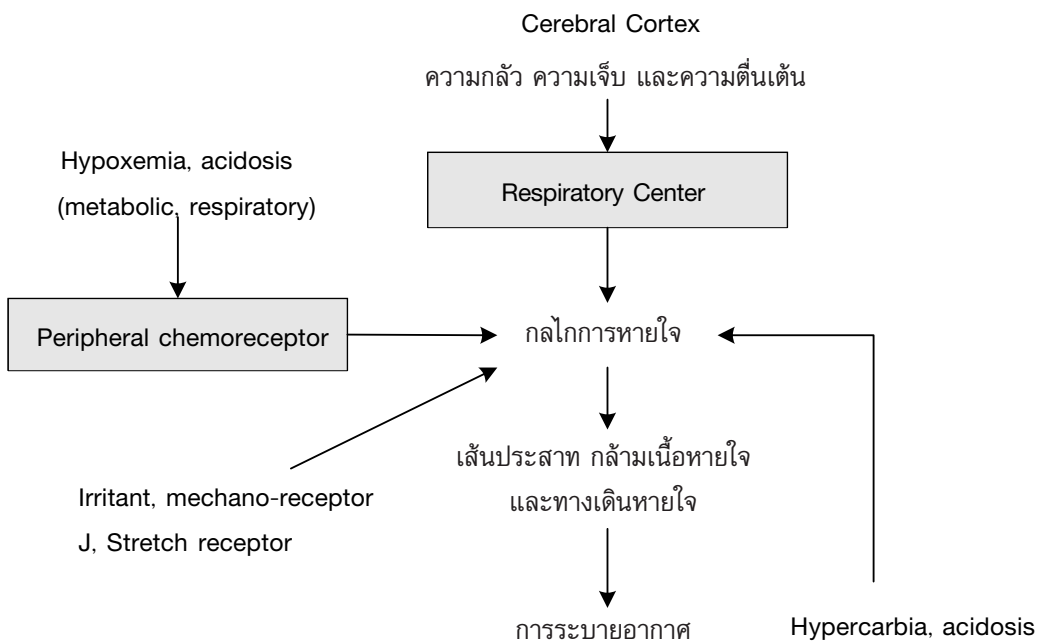 Cerebral Cortex
ความกลัว ความเจ็บ และความตื่นเต้น
Hypoxemia, acidosis
(metabolic, respiratory)
Respiratory Center
Peripheral chemoreceptor
กลไกการหายใจ
เส้นประสาท กล้ามเนื้อหายใจ
และทางเดินหายใจ
Irritant, mechano-receptor
J, Stretch receptor
การระบายอากาศ
Hypercarbia, acidosis